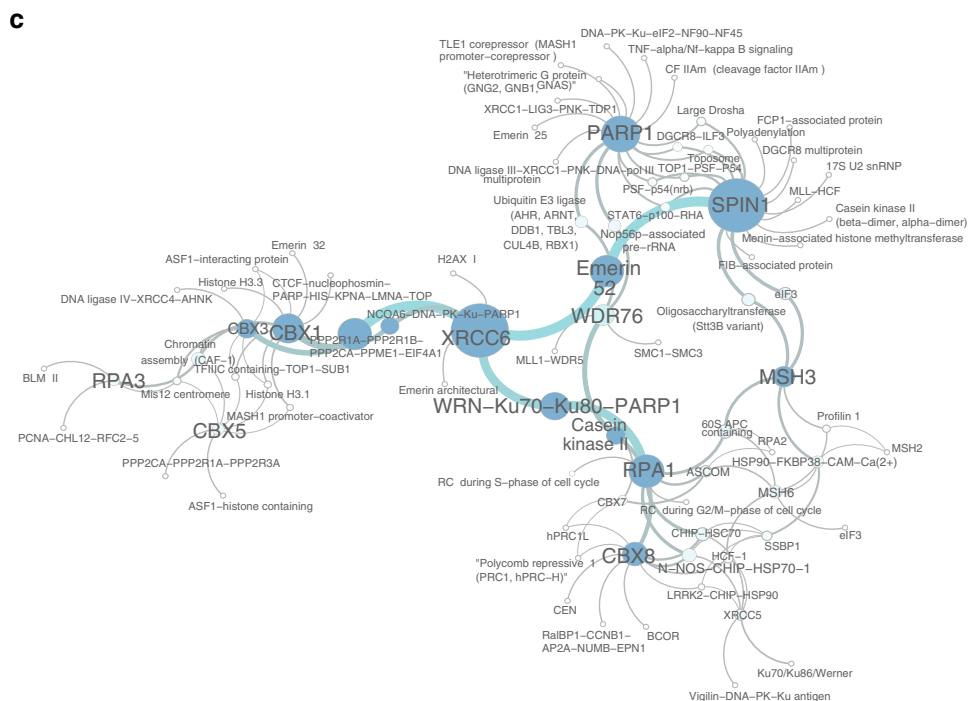 c
DNA−PK−Ku−eIF2−NF90−NF45
TLE1 corepressor (MASH1
promoter−corepressor )
TNF−alpha/Nf−kappa B signaling
CF IIAm (cleavage factor IIAm )
"Heterotrimeric G protein
(GNG2, GNB1, GNAS)"
XRCC1−LIG3−PNK−TDP1
Large Drosha
FCP1−associated protein
Emerin 25
PARP1
DGCR8−ILF3
Polyadenylation
DGCR8 multiprotein
Toposome
DNA ligase III−XRCC1−PNK−DNA−pol III
multiprotein
TOP1−PSF−P54
17S U2 snRNP
PSF−p54(nrb)
MLL−HCF
Ubiquitin E3 ligase
(AHR, ARNT,
DDB1, TBL3,
CUL4B, RBX1)
SPIN1
STAT6−p100−RHA
Casein kinase II
(beta−dimer, alpha−dimer)
Nop56p−associated
pre−rRNA
Menin−associated histone methyltransferase
FIB−associated protein
Emerin 32
ASF1−interacting protein
H2AX I
Emerin
52
Histone H3.3
CTCF−nucleophosmin−
PARP−HIS−KPNA−LMNA−TOP
DNA ligase IV−XRCC4−AHNK
eIF3
Oligosaccharyltransferase
(Stt3B variant)
NCOA6−DNA−PK−Ku−PARP1
WDR76
CBX3
CBX1
XRCC6
PPP2R1A−PPP2R1B−
PPP2CA−PPME1−EIF4A1
Chromatin
assembly (CAF−1)
MLL1−WDR5
SMC1−SMC3
TFIIIC containing−TOP1−SUB1
BLM II
RPA3
MSH3
Mis12 centromere
Histone H3.1
Emerin architectural
WRN−Ku70−Ku80−PARP1
MASH1 promoter−coactivator
CBX5
Casein
kinase II
60S APC
containing
Profilin 1
PCNA−CHL12−RFC2−5
RPA2
MSH2
PPP2CA−PPP2R1A−PPP2R3A
RPA1
ASCOM
HSP90−FKBP38−CAM−Ca(2+)
RC during S−phase of cell cycle
MSH6
CBX7
ASF1−histone containing
RC during G2/M−phase of cell cycle
hPRC1L
CHIP−HSC70
eIF3
SSBP1
CBX8
HCF−1
"Polycomb repressive 1
(PRC1, hPRC−H)"
N−NOS−CHIP−HSP70−1
LRRK2−CHIP−HSP90
CEN
XRCC5
RalBP1−CCNB1−
AP2A−NUMB−EPN1
BCOR
Ku70/Ku86/Werner
Vigilin−DNA−PK−Ku antigen